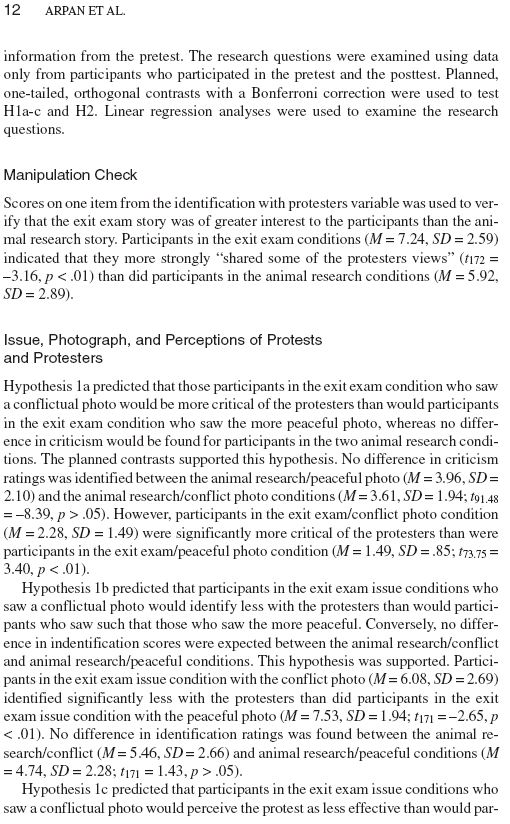 12 ARPAN ET AL.
information from the pretest. The research questions were examined using data
only from participants who participated in the pretest and the posttest. Planned,
one-tailed, orthogonal contrasts with a Bonferroni correction were used to test
H1a-c and H2. Linear regression analyses were used to examine the research
questions.
Manipulation Check
Scores on one item from the identification with protesters variable was used to ver-
ify that the exit exam story was of greater interest to the participants than the ani-
mal research story. Participants in the exit exam conditions (M = 7.24, SD = 2.59)
indicated that they more strongly “shared some of the protesters views” (t172 =
–3.16, p < .01) than did participants in the animal research conditions (M = 5.92,
SD = 2.89).
Issue, Photograph, and Perceptions of Protests
and Protesters
Hypothesis 1a predicted that those participants in the exit exam condition who saw
a conflictual photo would be more critical of the protesters than would participants
in the exit exam condition who saw the more peaceful photo, whereas no differ-
ence in criticism would be found for participants in the two animal research condi-
tions. The planned contrasts supported this hypothesis. No difference in criticism
ratings was identified between the animal research/peaceful photo (M = 3.96, SD =
2.10) and the animal research/conflict photo conditions (M = 3.61, SD = 1.94; t91.48
= –8.39, p > .05). However, participants in the exit exam/conflict photo condition
(M = 2.28, SD = 1.49) were significantly more critical of the protesters than were
participants in the exit exam/peaceful photo condition (M = 1.49, SD = .85; t73.75 =
3.40, p < .01).
Hypothesis 1b predicted that participants in the exit exam issue conditions who
saw a conflictual photo would identify less with the protesters than would partici-
pants who saw such that those who saw the more peaceful. Conversely, no differ-
ence in indentification scores were expected between the animal research/conflict
and animal research/peaceful conditions. This hypothesis was supported. Partici-
pants in the exit exam issue condition with the conflict photo (M = 6.08, SD = 2.69)
identified significantly less with the protesters than did participants in the exit
exam issue condition with the peaceful photo (M = 7.53, SD = 1.94; t171 = –2.65, p
< .01). No difference in identification ratings was found between the animal re-
search/conflict (M = 5.46, SD = 2.66) and animal research/peaceful conditions (M
= 4.74, SD = 2.28; t171 = 1.43, p > .05).
Hypothesis 1c predicted that participants in the exit exam issue conditions who
saw a conflictual photo would perceive the protest as less effective than would par-